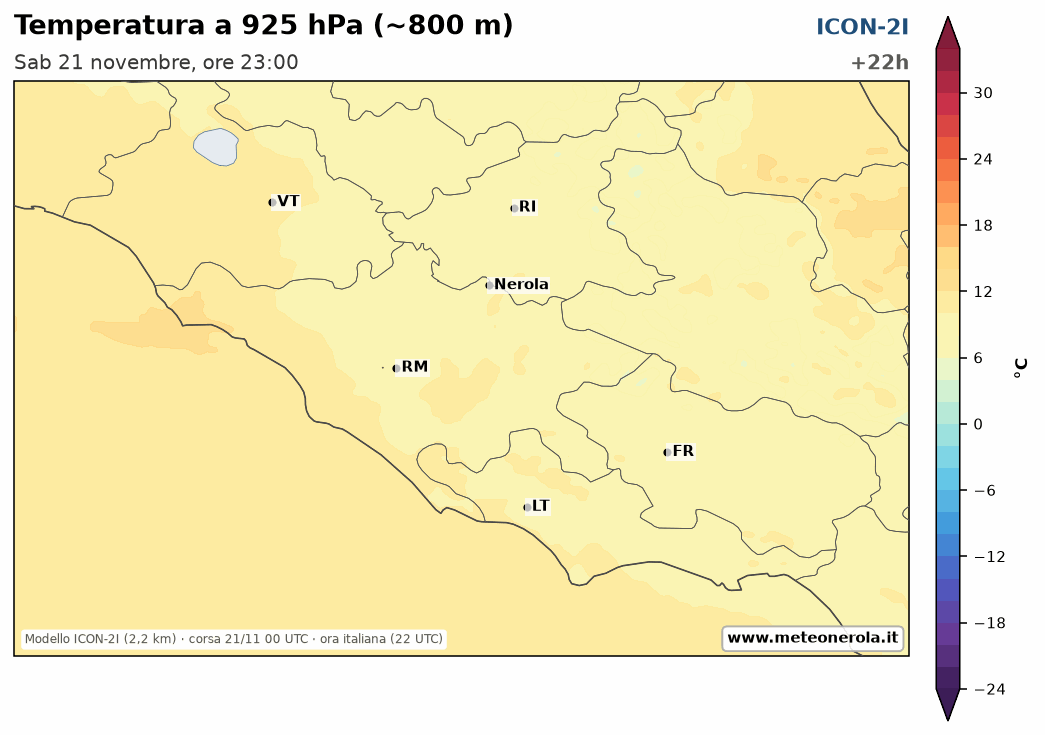 Temperatura a 925 hPa (~800 m)
ICON-2I
Sab 21 novembre, ore 23:00
+22h
VT
RI
Nerola
RM
FR
LT
Modello ICON-2I (2,2 km) · corsa 21/11 00 UTC · ora italiana (22 UTC)
www.meteonerola.it
30
24
18
12
6
0
−6
−12
−18
−24
°C